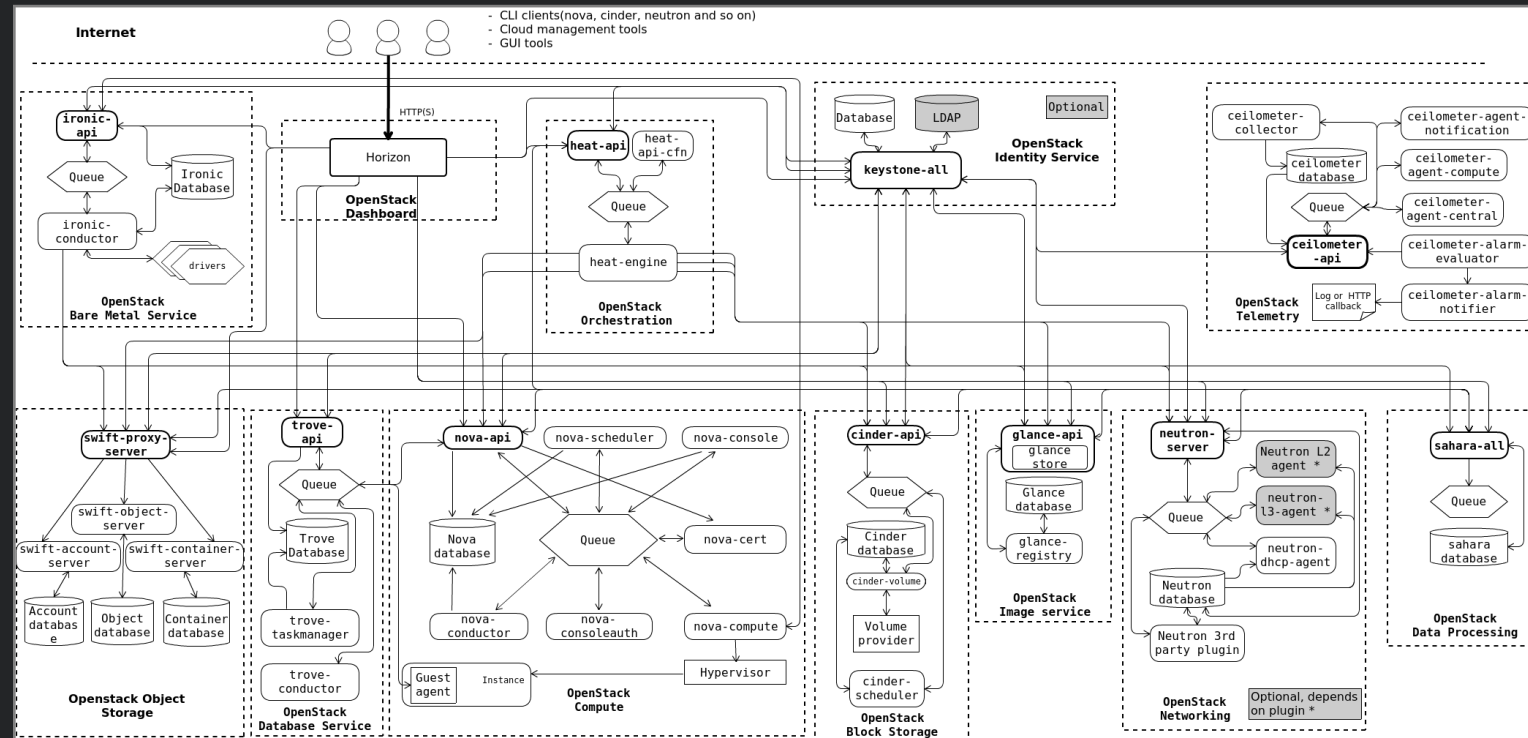 - CLI clients(nova, cinder, neutron and so on)
- Cloud management tools
- GUI tools
Internet
HTTP(S)
ironic-
api
Queue
Ironic
Database
ironic-
conductor
drivers
OpenStack
Bare Metal Service
Horizon
OpenStack
Dashboard
heat-api
heat-
api-cfn
Queue
heat-engine
OpenStack
Orchestration
Database
LDAP
Optional
OpenStack
Identity Service
keystone-all
ceilometer-
collector
ceilometer-agent-
notification
ceilometer
database
ceilometer-
agent-compute
Queue
ceilometer-
agent-central
ceilometer
-api
ceilometer-alarm-
evaluator
OpenStack
Telemetry
Log or HTTP
callback
ceilometer-alarm-
notifier
swift-proxy-
server
swift-object-
server
swift-account-
server
swift-container-
server
Account
databas
e
Object
database
Container
database
Openstack Object
Storage
trove-
api
Queue
Trove
Database
trove-
taskmanager
trove-
conductor
OpenStack
Database Service
nova-api
nova-scheduler
nova-console
Nova
database
Queue
nova-cert
nova-
conductor
nova-
consoleauth
nova-compute
Guest
agent
Instance
Hypervisor
OpenStack
Compute
cinder-api
Queue
Cinder
database
cinder-volume
Volume
provider
cinder-
scheduler
OpenStack
Block Storage
glance-api
glance
store
Glance
database
glance-
registry
OpenStack
Image service
neutron-
server
Neutron L2
agent *
neutron-
l3-agent *
Queue
neutron-
dhcp-agent
Neutron
database
Neutron 3rd
party plugin
OpenStack
Networking
Optional, depends
on plugin *
sahara-all
Queue
sahara
database
OpenStack
Data Processing